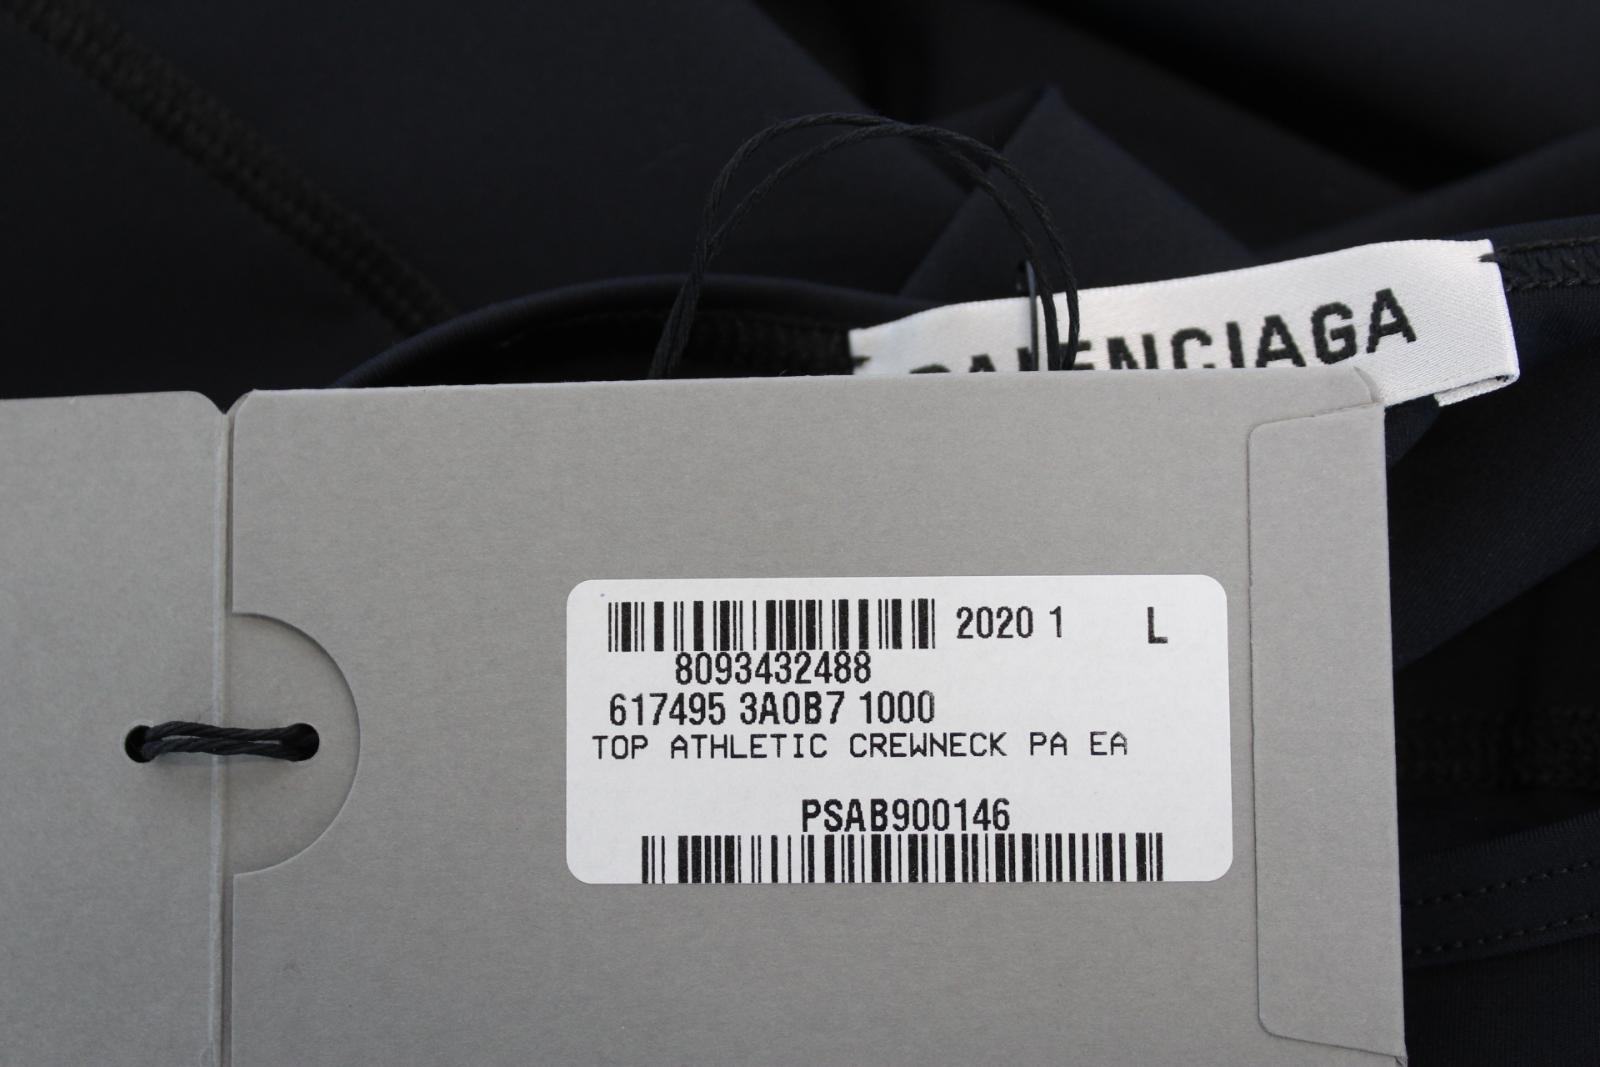 BALENCIAGA
2020 1 L
8093432488
617495 3A0B7 1000
TOP ATHLETIC CREWNECK PA EA
PSAB900146